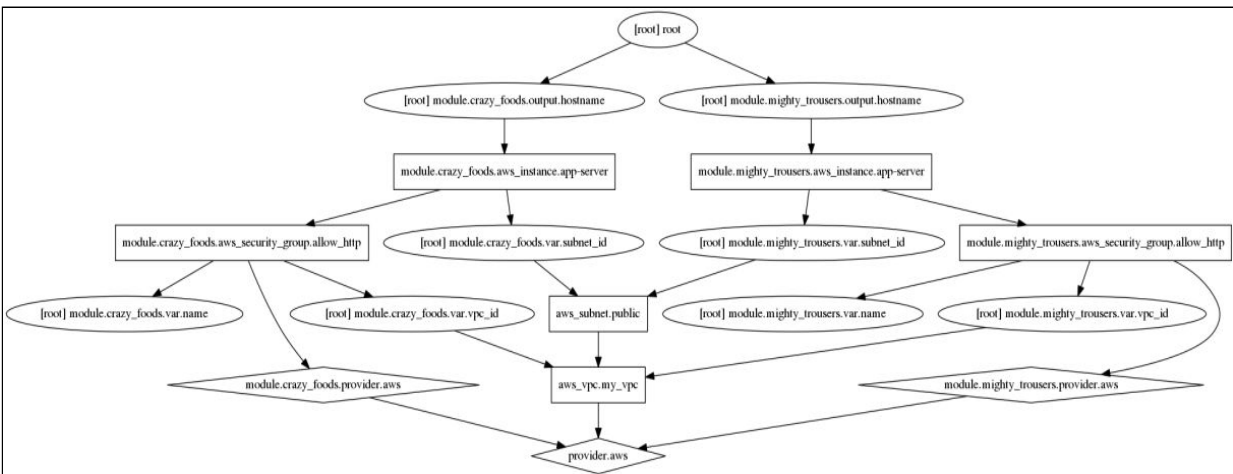 [root] root
[root] module.crazy_foods.output.hostname
[root] module.mighty_trousers.output.hostname
module.crazy_foods.aws_instance.app-server
module.mighty_trousers.aws_instance.app-server
module.crazy_foods.aws_security_group.allow_http
[root] module.crazy_foods.var.subnet_id
[root] module.mighty_trousers.var.subnet_id
module.mighty_trousers.aws_security_group.allow_http
[root] module.crazy_foods.var.name
[root] module.crazy_foods.var.vpc_id
aws_subnet.public
[root] module.mighty_trousers.var.name
[root] module.mighty_trousers.var.vpc_id
module.crazy_foods.provider.aws
aws_vpc.my_vpc
module.mighty_trousers.provider.aws
provider.aws